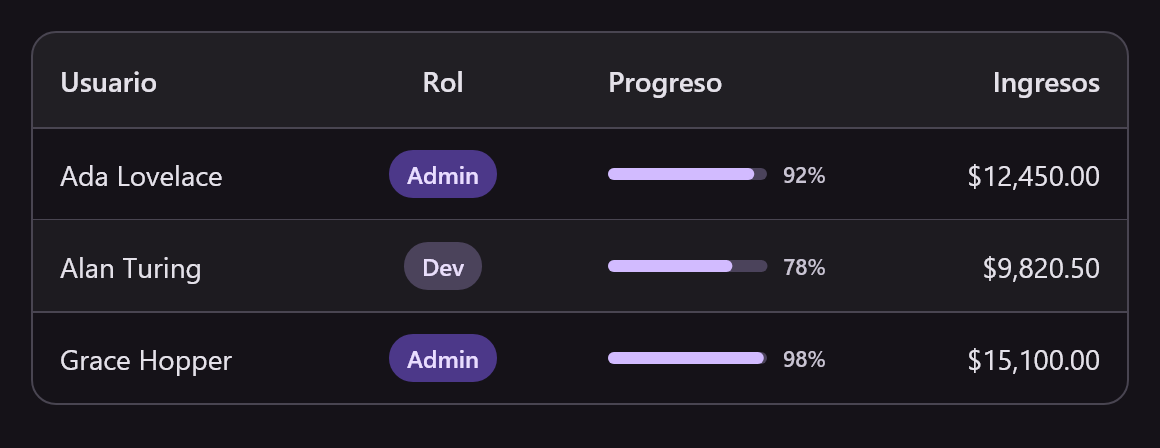 Usuario Rol Progreso Ingresos
Ada Lovelace Admin 92% $12,450.00
Alan Turing Dev 78% $9,820.50
Grace Hopper Admin 98% $15,100.00